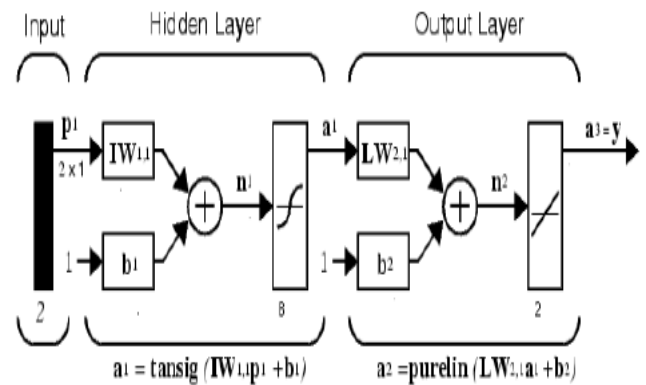 Input Hidden Layer Output Layer
p1 a1 a3 = y
IW1,1 LW2,1
2 x 1
n1 n2
1 b1 1 b2
2 8 2
a1 = tansig (IW1,1p1 +b1) a2 =purelin (LW2,1a1 +b2)